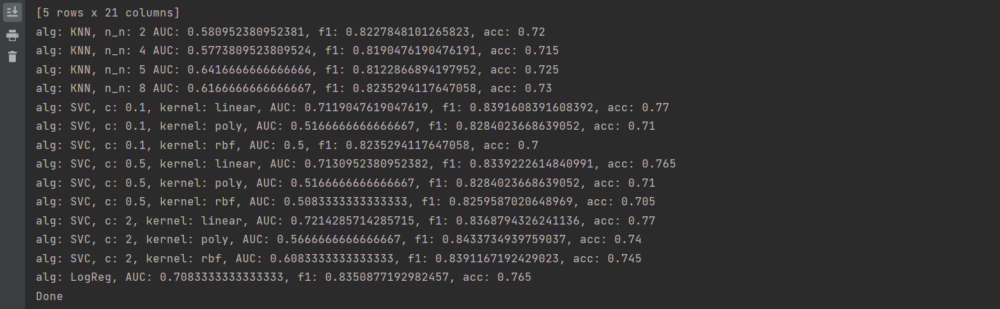 [5 rows x 21 columns]
alg: KNN, n_n: 2 AUC: 0.580952380952381, f1: 0.8227848101265823, acc: 0.72
alg: KNN, n_n: 4 AUC: 0.5773809523809524, f1: 0.8190476190476191, acc: 0.715
alg: KNN, n_n: 5 AUC: 0.6416666666666666, f1: 0.8122866894197952, acc: 0.725
alg: KNN, n_n: 8 AUC: 0.6166666666666667, f1: 0.8235294117647058, acc: 0.73
alg: SVC, c: 0.1, kernel: linear, AUC: 0.7119047619047619, f1: 0.8391608391608392, acc: 0.77
alg: SVC, c: 0.1, kernel: poly, AUC: 0.5166666666666667, f1: 0.8284023668639052, acc: 0.71
alg: SVC, c: 0.1, kernel: rbf, AUC: 0.5, f1: 0.8235294117647058, acc: 0.7
alg: SVC, c: 0.5, kernel: linear, AUC: 0.7130952380952382, f1: 0.8339222614840991, acc: 0.765
alg: SVC, c: 0.5, kernel: poly, AUC: 0.5166666666666667, f1: 0.8284023668639052, acc: 0.71
alg: SVC, c: 0.5, kernel: rbf, AUC: 0.5083333333333333, f1: 0.8259587020648969, acc: 0.705
alg: SVC, c: 2, kernel: linear, AUC: 0.7214285714285715, f1: 0.8368794326241136, acc: 0.77
alg: SVC, c: 2, kernel: poly, AUC: 0.5666666666666667, f1: 0.8433734939759037, acc: 0.74
alg: SVC, c: 2, kernel: rbf, AUC: 0.6083333333333333, f1: 0.8391167192429023, acc: 0.745
alg: LogReg, AUC: 0.7083333333333333, f1: 0.8350877192982457, acc: 0.765
Done